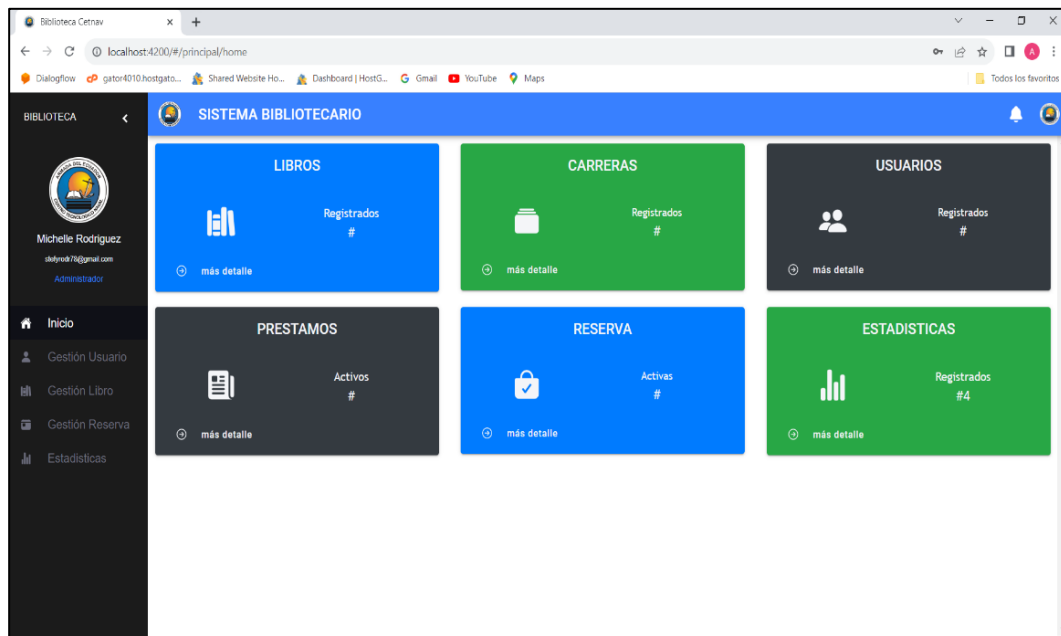 Biblioteca Cetnav
localhost:4200/#/principal/home
Dialogflow
gator4010.hostgato...
Shared Website Ho...
Dashboard | HostG...
Gmail
YouTube
Maps
Todos los favoritos
BIBLIOTECA
SISTEMA BIBLIOTECARIO
A
Michelle Rodriguez
stefyrodr78@gmail.com
Administrador
Inicio
Gestión Usuario
Gestión Libro
Gestión Reserva
Estadisticas
LIBROS
Registrados
#
más detalle
CARRERAS
Registrados
#
más detalle
USUARIOS
Registrados
#
más detalle
PRESTAMOS
Activos
#
más detalle
RESERVA
Activas
#
más detalle
ESTADISTICAS
Registrados
#4
más detalle